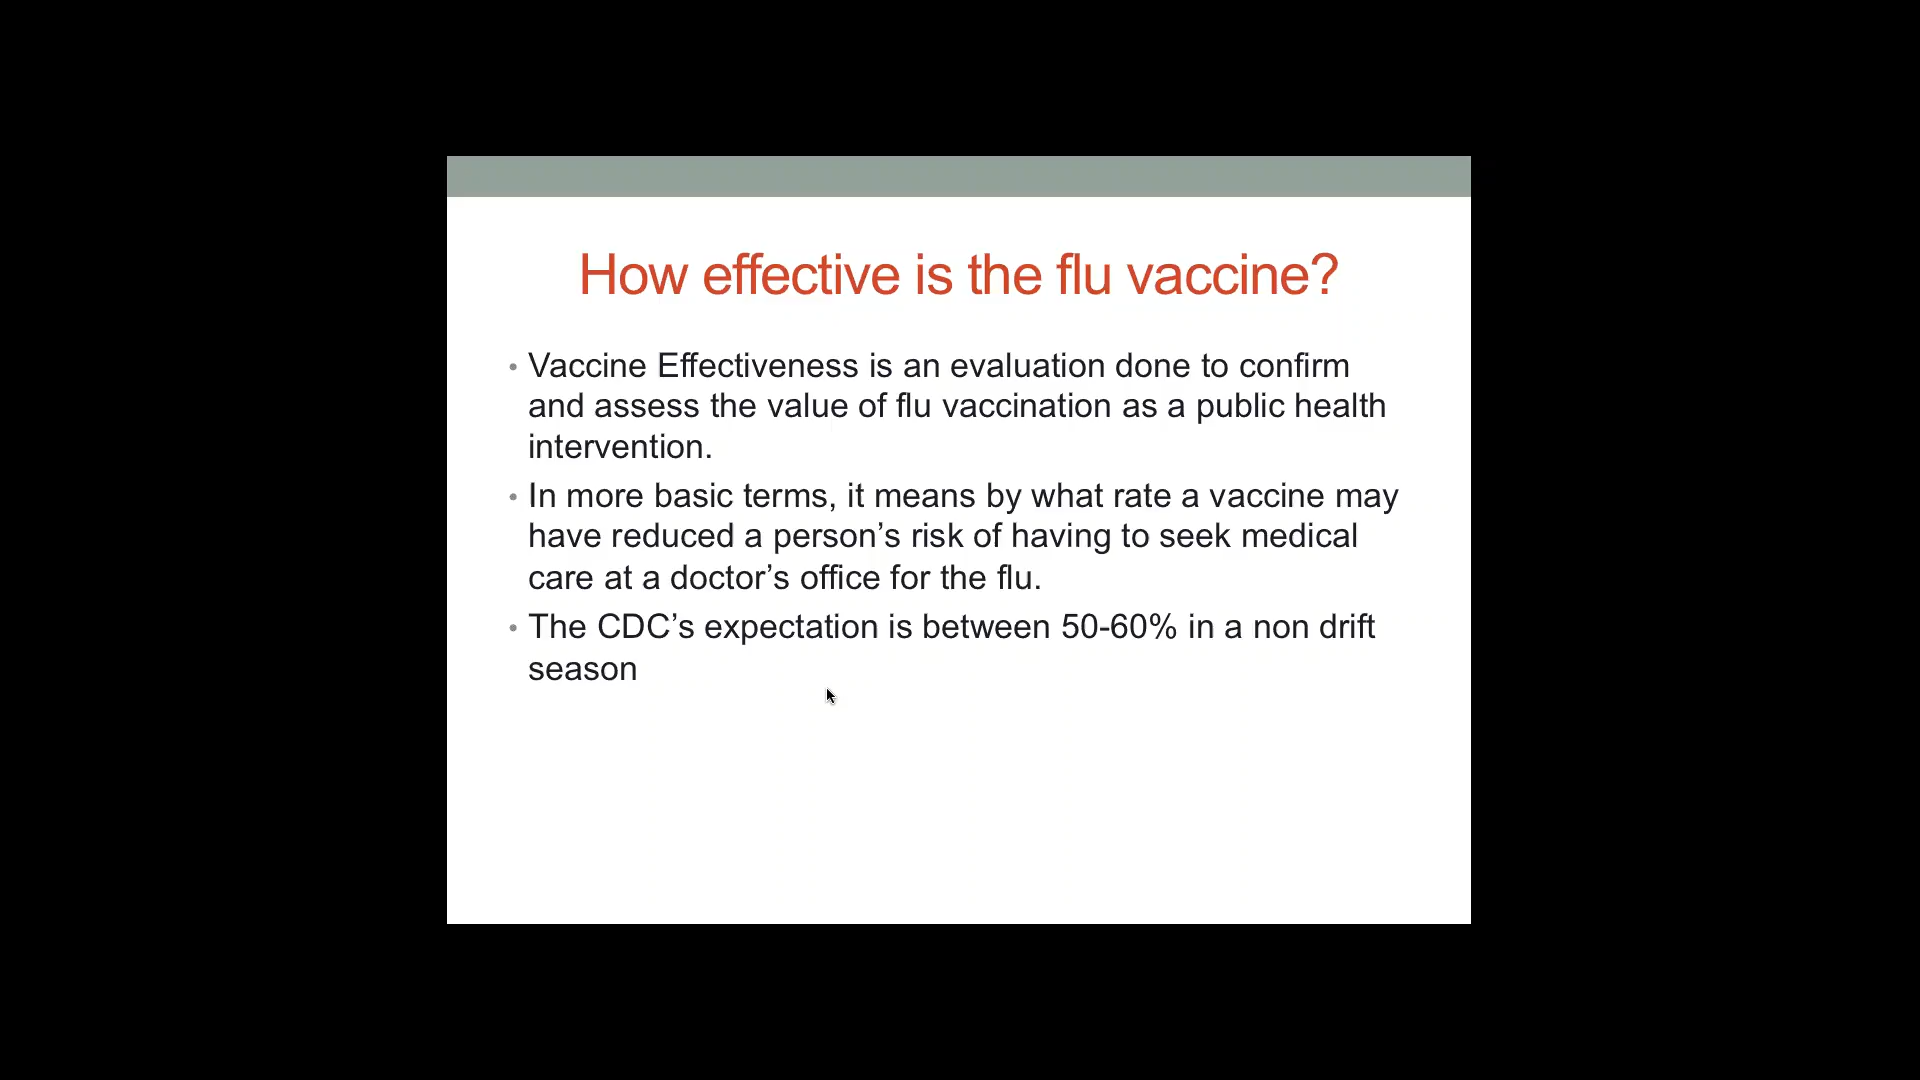 How effective is the flu vaccine?
• Vaccine Effectiveness is an evaluation done to confirm
and assess the value of flu vaccination as a public health
intervention.
• In more basic terms, it means by what rate a vaccine may
have reduced a person’s risk of having to seek medical
care at a doctor’s office for the flu.
• The CDC’s expectation is between 50-60% in a non drift
season